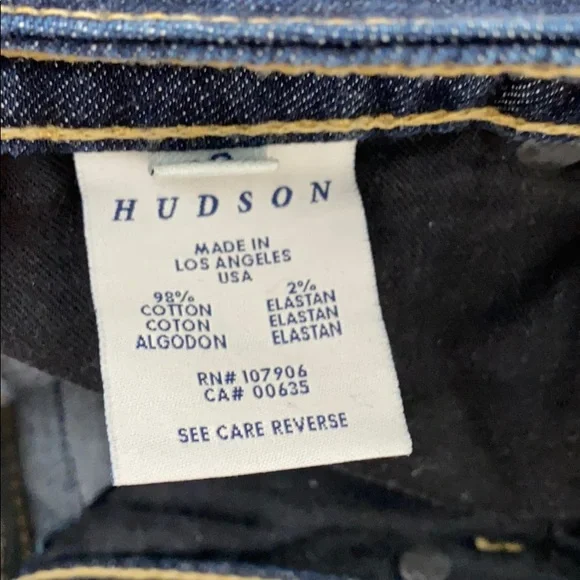 HUDSON
MADE IN
LOS ANGELES
USA
98% 2%
COTTON ELASTAN
COTON ELASTAN
ALGODON ELASTAN
RN# 107906
CA# 00635
SEE CARE REVERSE